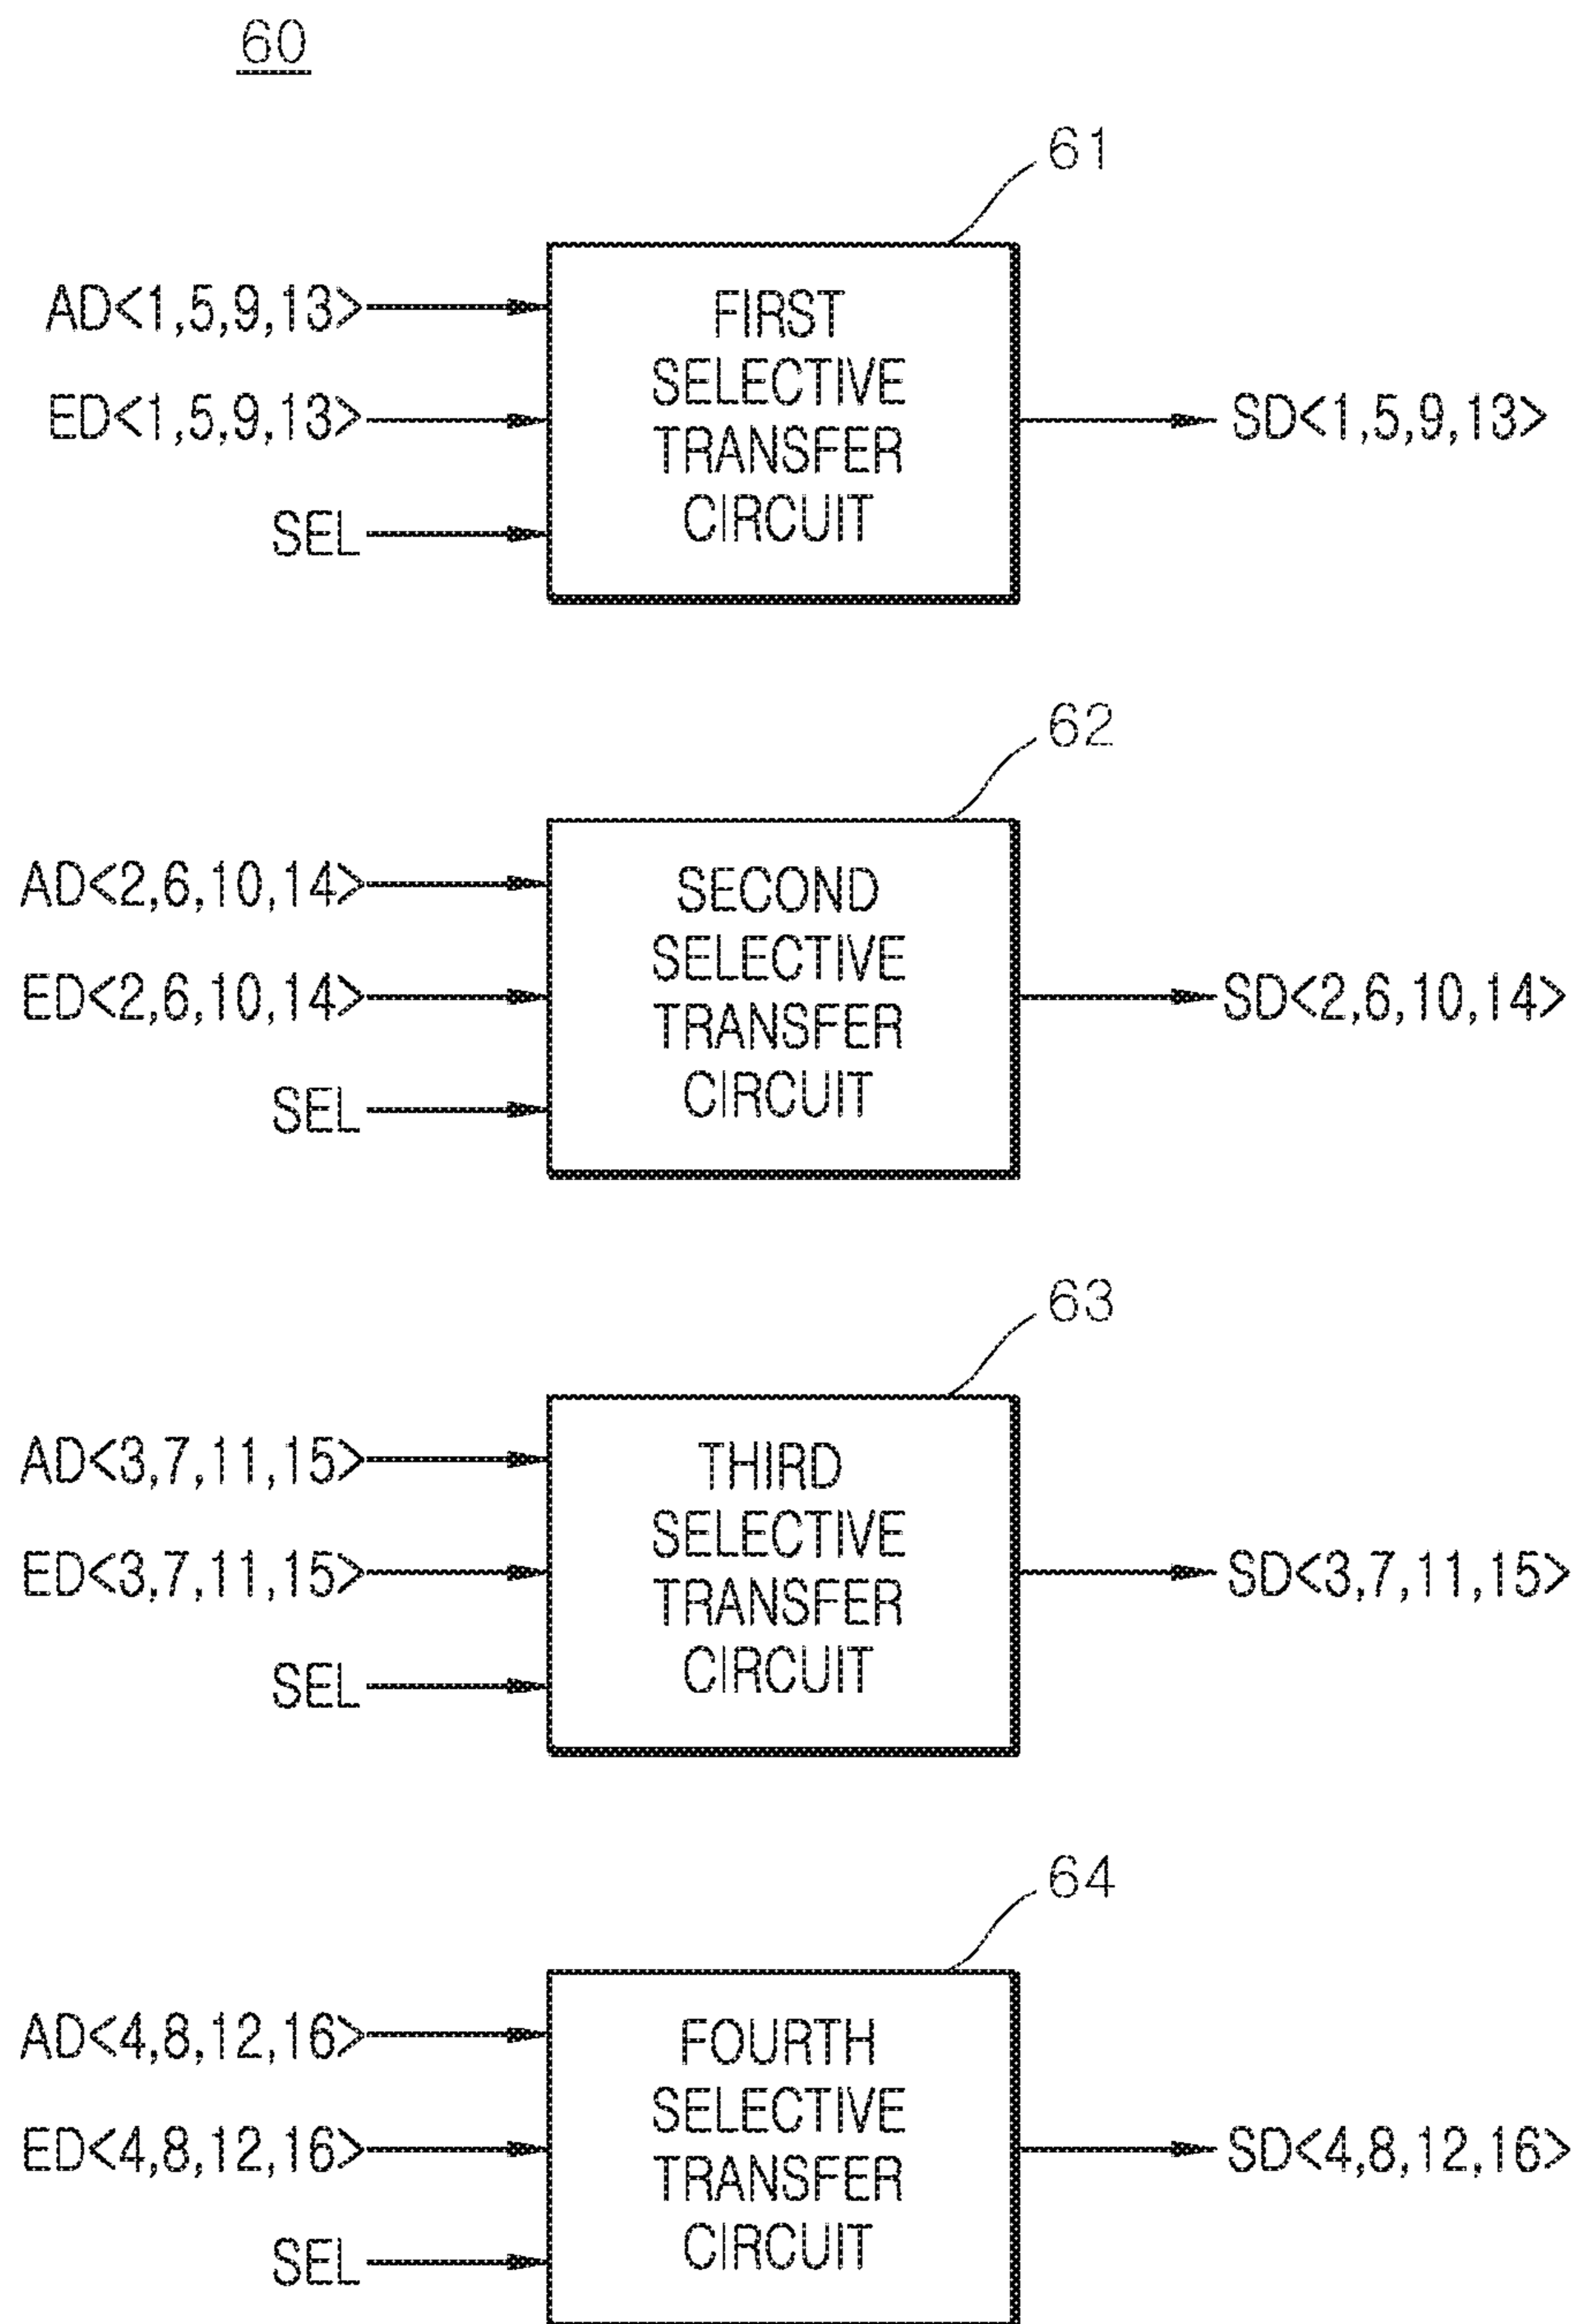 60
61
AD<1,5,9,13>
ED<1,5,9,13>
SEL
FIRST
SELECTIVE
TRANSFER
CIRCUIT
SD<1,5,9,13>
62
AD<2,6,10,14>
ED<2,6,10,14>
SEL
SECOND
SELECTIVE
TRANSFER
CIRCUIT
SD<2,6,10,14>
63
AD<3,7,11,15>
ED<3,7,11,15>
SEL
THIRD
SELECTIVE
TRANSFER
CIRCUIT
SD<3,7,11,15>
64
AD<4,8,12,16>
ED<4,8,12,16>
SEL
FOURTH
SELECTIVE
TRANSFER
CIRCUIT
SD<4,8,12,16>